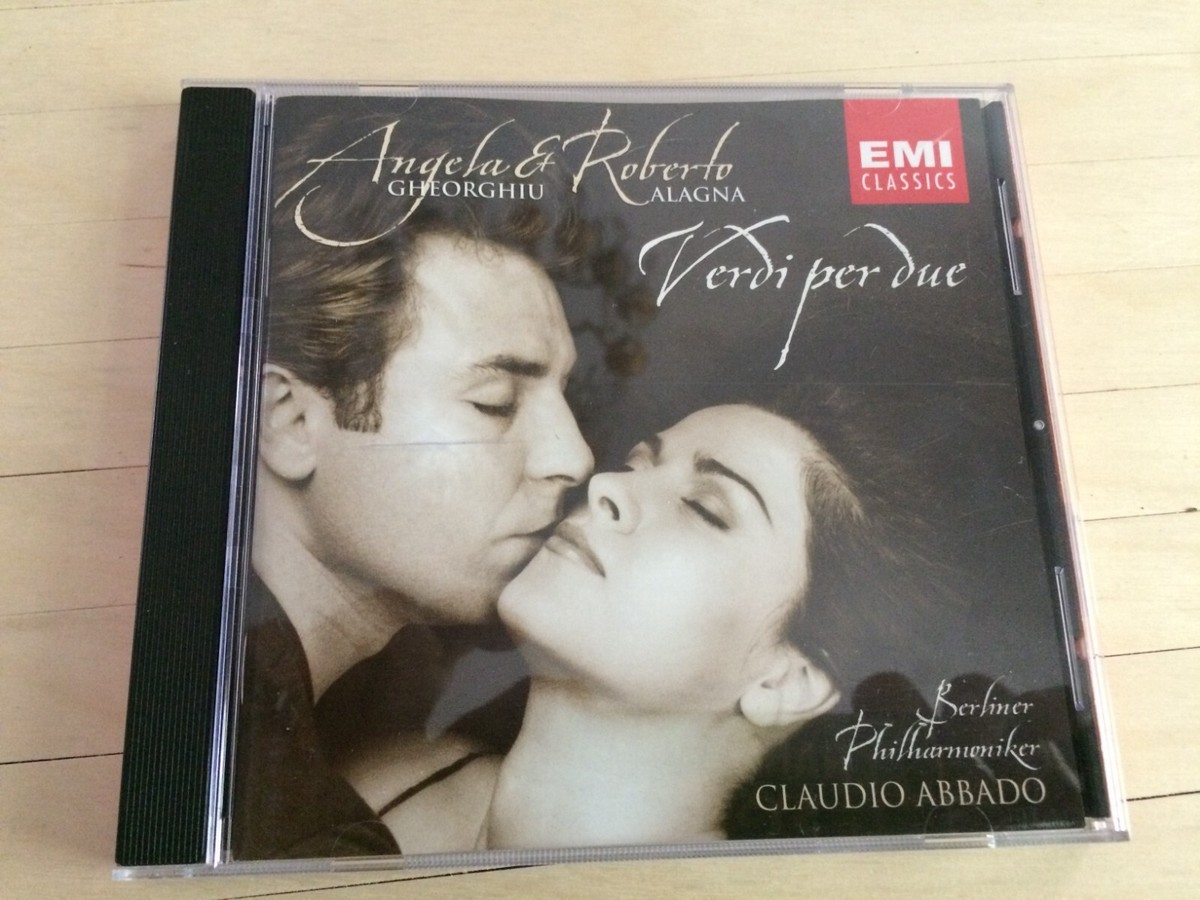 Angela & Roberto
GHEORGHIU ALAGNA
EMI
CLASSICS
Verdi per due
Berliner
Philharmoniker
CLAUDIO ABBADO